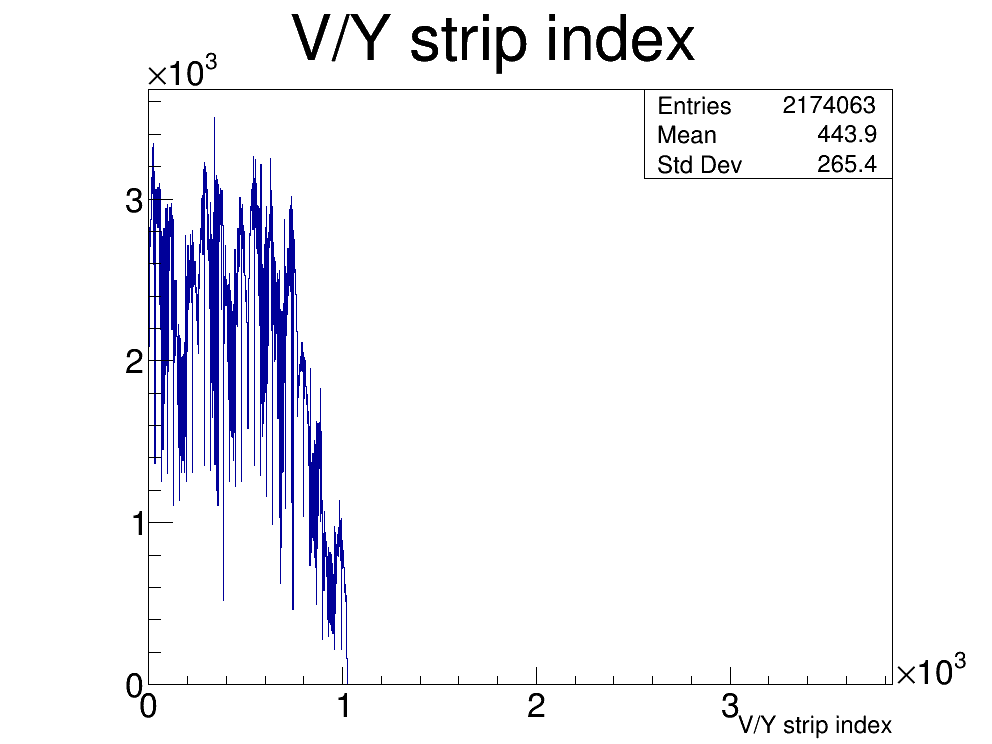 V/Y strip index
×10³
Entries 2174063
Mean 443.9
Std Dev 265.4
3
2
1
0
0 1 2 3
×10³
V/Y strip index